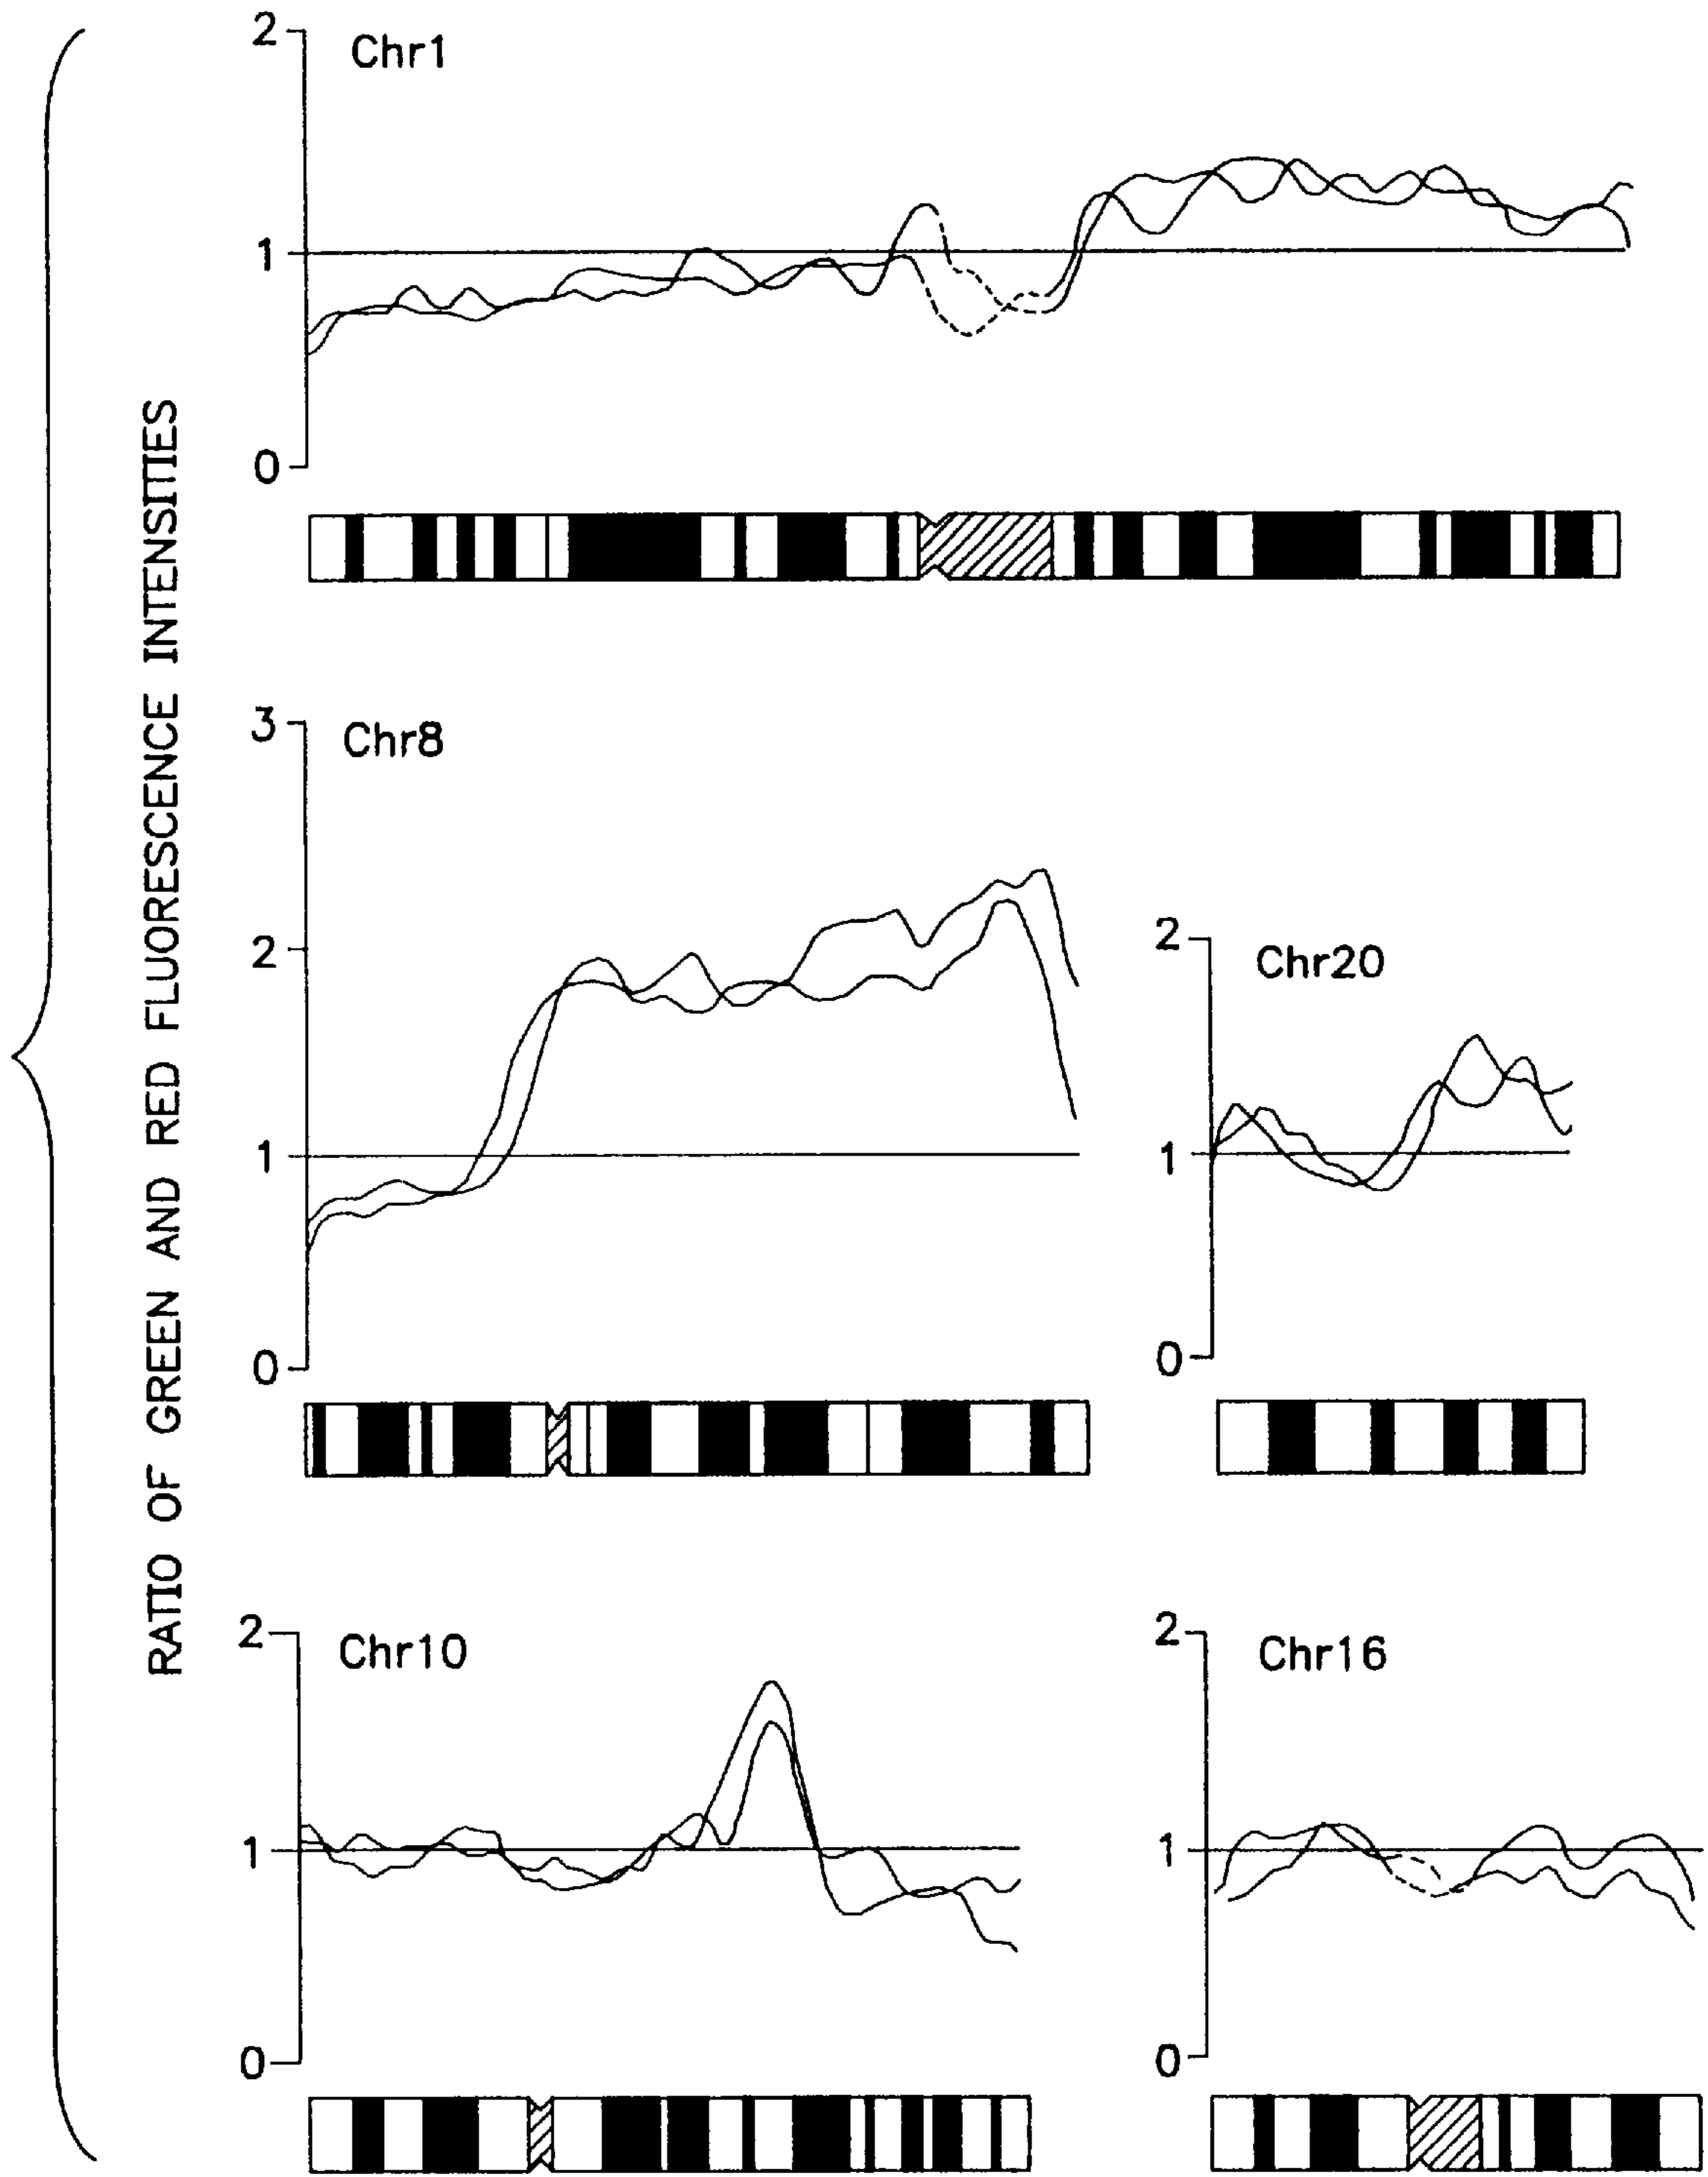 RATIO OF GREEN AND RED FLUORESCENCE INTENSITIES
2
Chr1
1
0
3
Chr8
2
1
0
2
Chr20
1
0
2
Chr10
1
0
2
Chr16
1
0